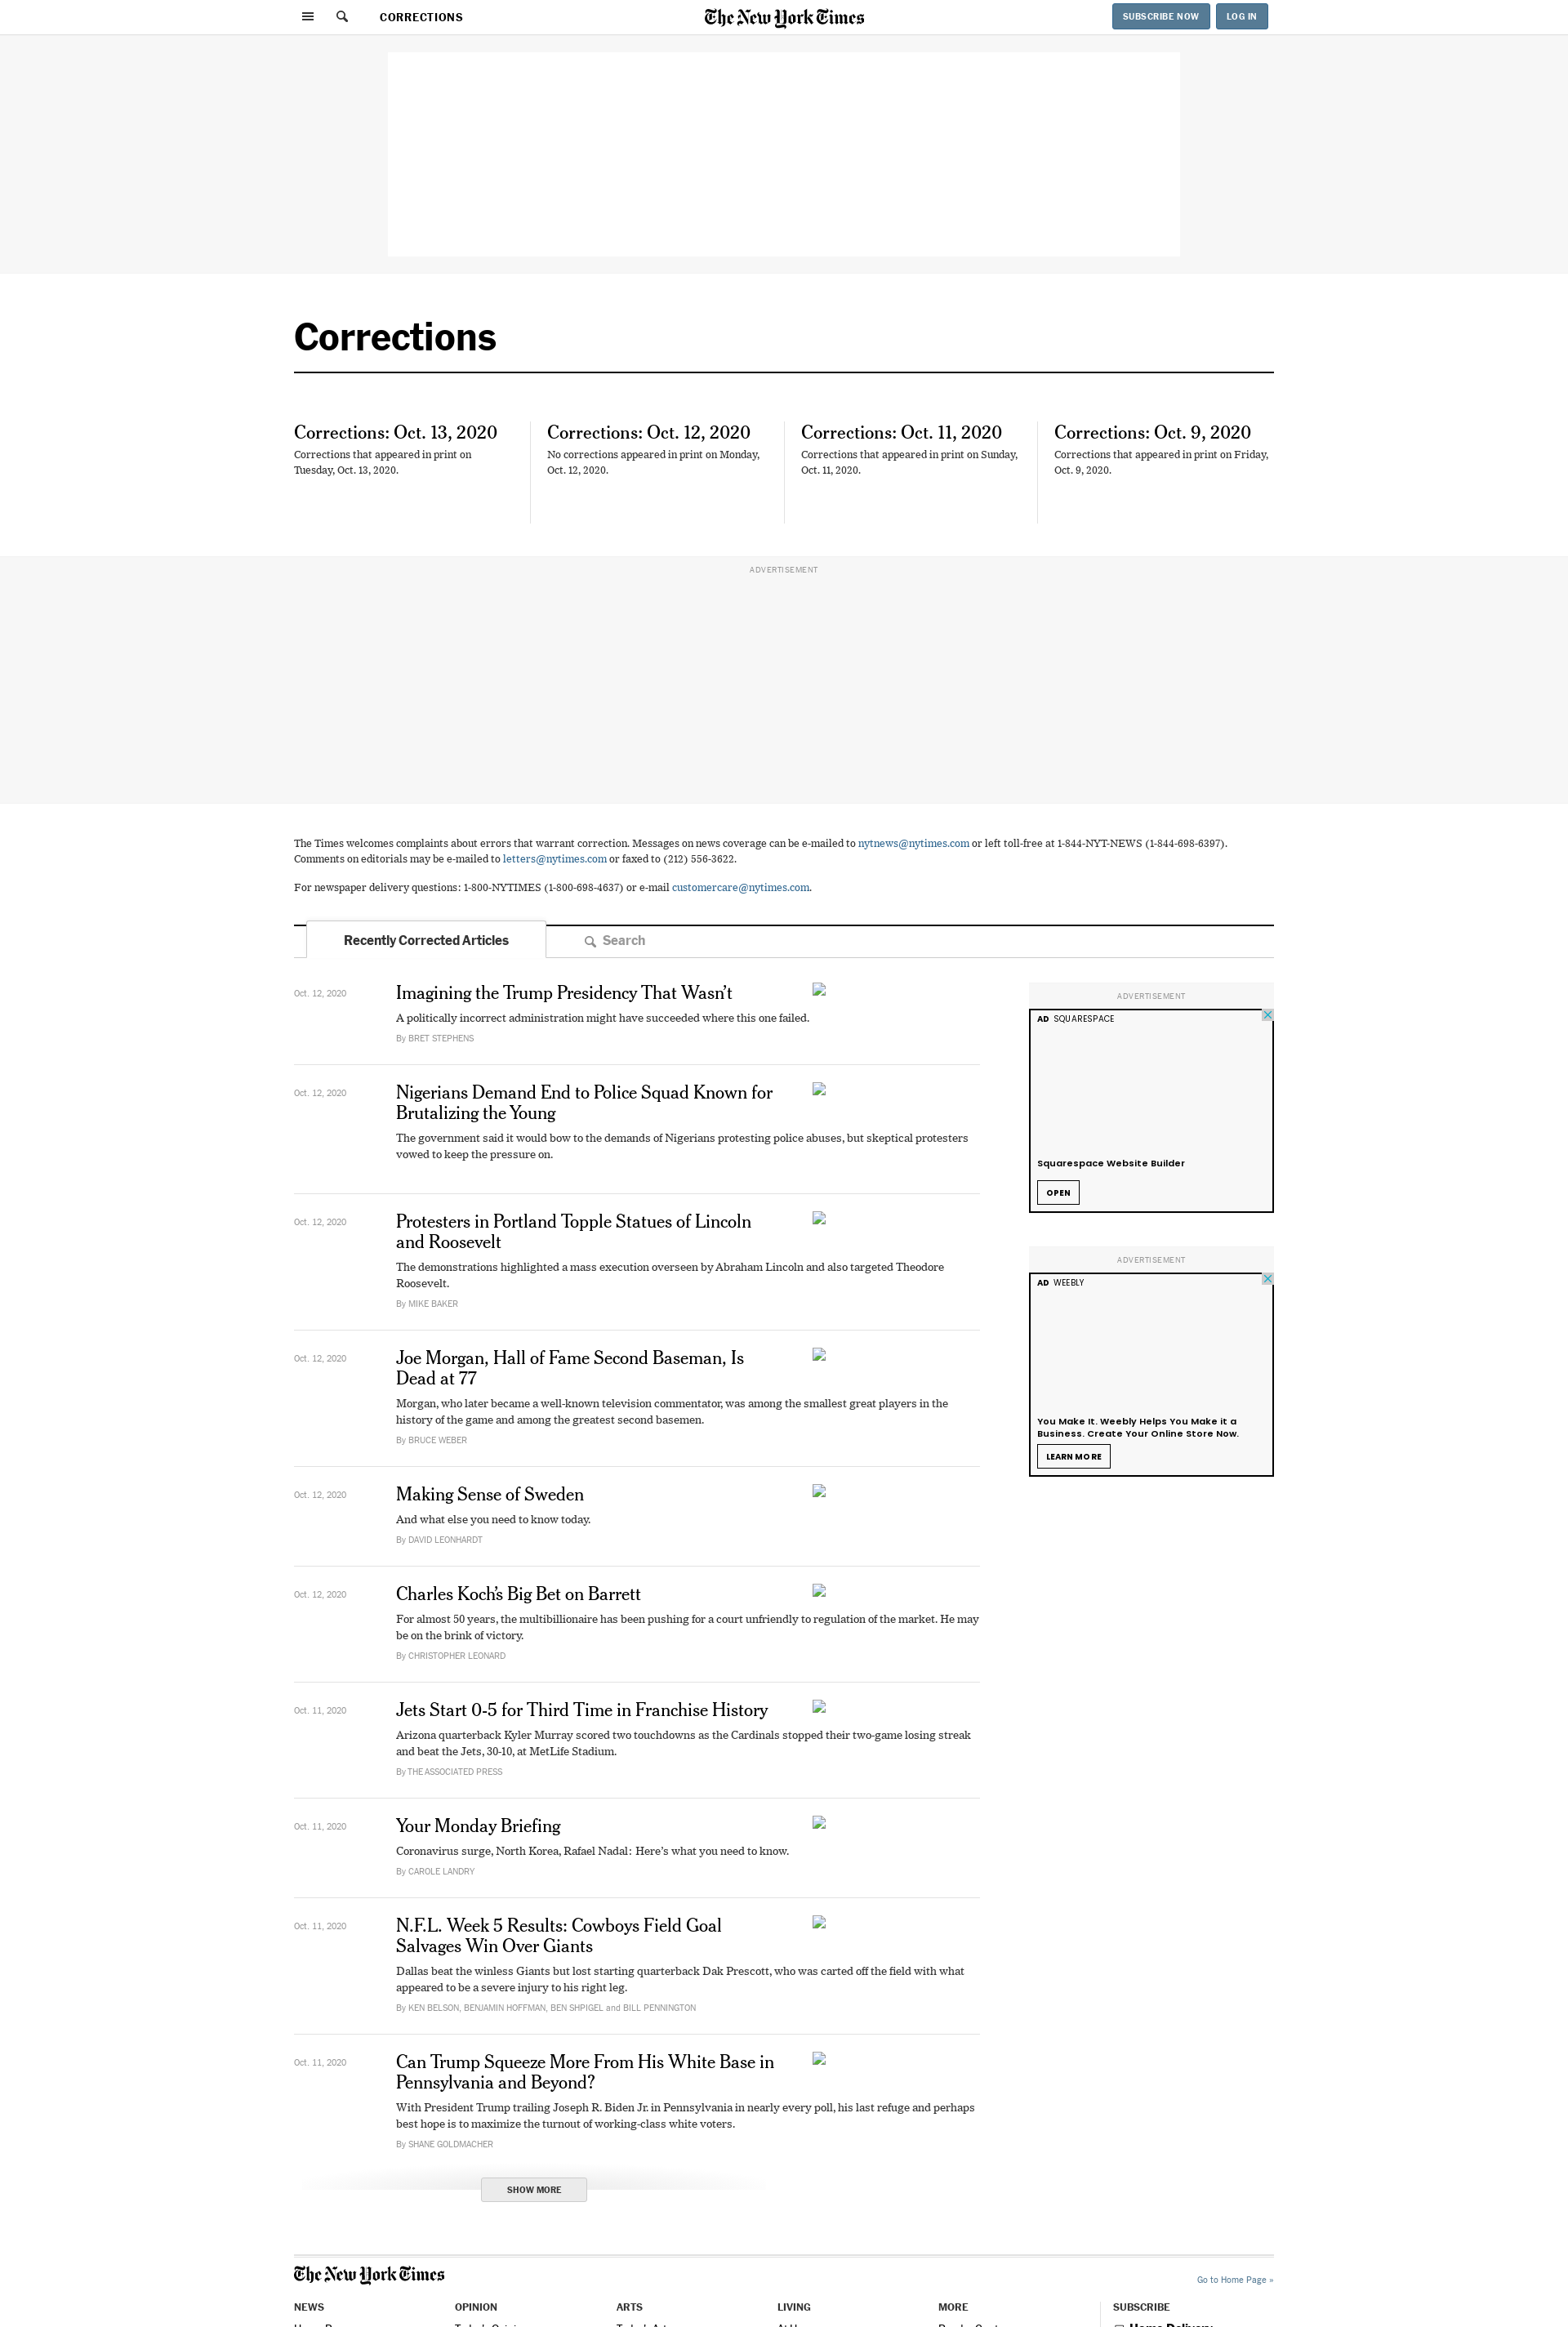 CORRECTIONS
The New York Times
SUBSCRIBE NOW
LOG IN
Corrections
Corrections: Oct. 13, 2020
Corrections that appeared in print on
Tuesday, Oct. 13, 2020.
Corrections: Oct. 12, 2020
No corrections appeared in print on Monday,
Oct. 12, 2020.
Corrections: Oct. 11, 2020
Corrections that appeared in print on Sunday,
Oct. 11, 2020.
Corrections: Oct. 9, 2020
Corrections that appeared in print on Friday,
Oct. 9, 2020.
ADVERTISEMENT
The Times welcomes complaints about errors that warrant correction. Messages on news coverage can be e-mailed to nytnews@nytimes.com or left toll-free at 1-844-NYT-NEWS (1-844-698-6397).
Comments on editorials may be e-mailed to letters@nytimes.com or faxed to (212) 556-3622.
For newspaper delivery questions: 1-800-NYTIMES (1-800-698-4637) or e-mail customercare@nytimes.com.
Recently Corrected Articles
Search
Oct. 12, 2020
Imagining the Trump Presidency That Wasn’t
A politically incorrect administration might have succeeded where this one failed.
By BRET STEPHENS
Oct. 12, 2020
Nigerians Demand End to Police Squad Known for
Brutalizing the Young
The government said it would bow to the demands of Nigerians protesting police abuses, but skeptical protesters
vowed to keep the pressure on.
Oct. 12, 2020
Protesters in Portland Topple Statues of Lincoln
and Roosevelt
The demonstrations highlighted a mass execution overseen by Abraham Lincoln and also targeted Theodore
Roosevelt.
By MIKE BAKER
Oct. 12, 2020
Joe Morgan, Hall of Fame Second Baseman, Is
Dead at 77
Morgan, who later became a well-known television commentator, was among the smallest great players in the
history of the game and among the greatest second basemen.
By BRUCE WEBER
Oct. 12, 2020
Making Sense of Sweden
And what else you need to know today.
By DAVID LEONHARDT
Oct. 12, 2020
Charles Koch’s Big Bet on Barrett
For almost 50 years, the multibillionaire has been pushing for a court unfriendly to regulation of the market. He may
be on the brink of victory.
By CHRISTOPHER LEONARD
Oct. 11, 2020
Jets Start 0-5 for Third Time in Franchise History
Arizona quarterback Kyler Murray scored two touchdowns as the Cardinals stopped their two-game losing streak
and beat the Jets, 30-10, at MetLife Stadium.
By THE ASSOCIATED PRESS
Oct. 11, 2020
Your Monday Briefing
Coronavirus surge, North Korea, Rafael Nadal: Here’s what you need to know.
By CAROLE LANDRY
Oct. 11, 2020
N.F.L. Week 5 Results: Cowboys Field Goal
Salvages Win Over Giants
Dallas beat the winless Giants but lost starting quarterback Dak Prescott, who was carted off the field with what
appeared to be a severe injury to his right leg.
By KEN BELSON, BENJAMIN HOFFMAN, BEN SHPIGEL and BILL PENNINGTON
Oct. 11, 2020
Can Trump Squeeze More From His White Base in
Pennsylvania and Beyond?
With President Trump trailing Joseph R. Biden Jr. in Pennsylvania in nearly every poll, his last refuge and perhaps
best hope is to maximize the turnout of working-class white voters.
By SHANE GOLDMACHER
SHOW MORE
ADVERTISEMENT
AD SQUARESPACE
Squarespace Website Builder
OPEN
ADVERTISEMENT
AD WEEBLY
You Make It. Weebly Helps You Make it a
Business. Create Your Online Store Now.
LEARN MORE
The New York Times
Go to Home Page »
NEWS
OPINION
ARTS
LIVING
MORE
SUBSCRIBE